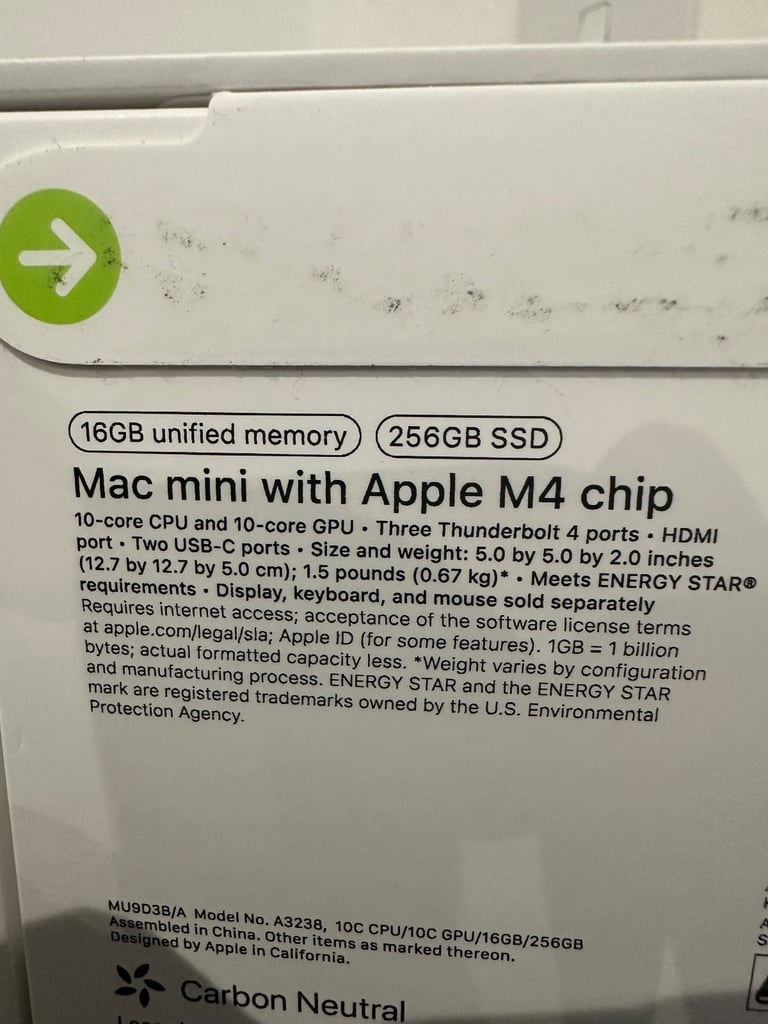 16GB unified memory 256GB SSD
Mac mini with Apple M4 chip
10-core CPU and 10-core GPU • Three Thunderbolt 4 ports • HDMI
port • Two USB-C ports • Size and weight: 5.0 by 5.0 by 2.0 inches
(12.7 by 12.7 by 5.0 cm); 1.5 pounds (0.67 kg)* • Meets ENERGY STAR®
requirements • Display, keyboard, and mouse sold separately
Requires internet access; acceptance of the software license terms
at apple.com/legal/sla; Apple ID (for some features). 1GB = 1 billion
bytes; actual formatted capacity less. *Weight varies by configuration
and manufacturing process. ENERGY STAR and the ENERGY STAR
mark are registered trademarks owned by the U.S. Environmental
Protection Agency.
MU9D3B/A Model No. A3238, 10C CPU/10C GPU/16GB/256GB
Assembled in China. Other items as marked thereon.
Designed by Apple in California.
Carbon Neutral